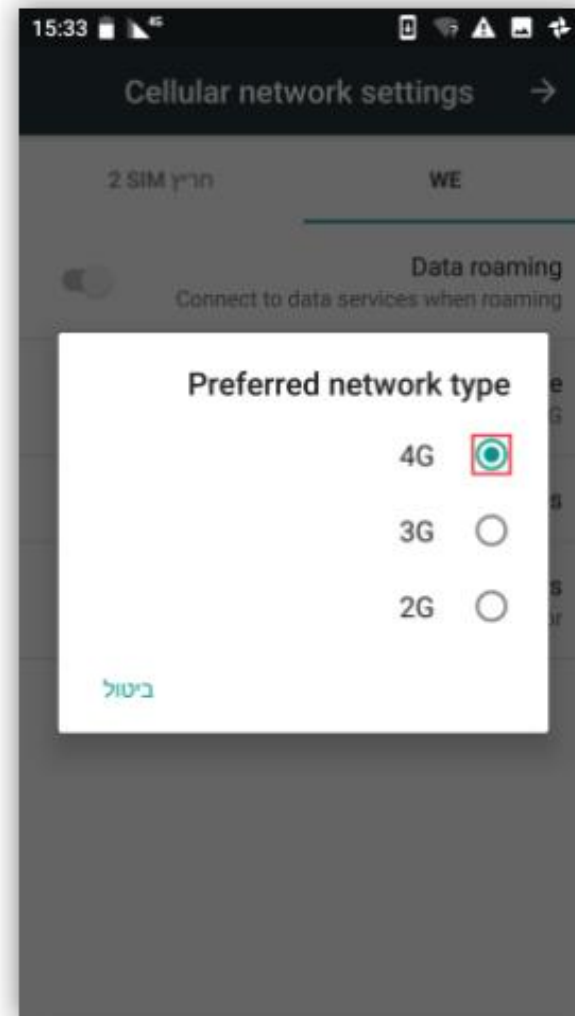 15:33
4G
Cellular network settings
WE
חריץ SIM 2
Data roaming
Connect to data services when roaming
Preferred network type
4G
3G
2G
ביטול